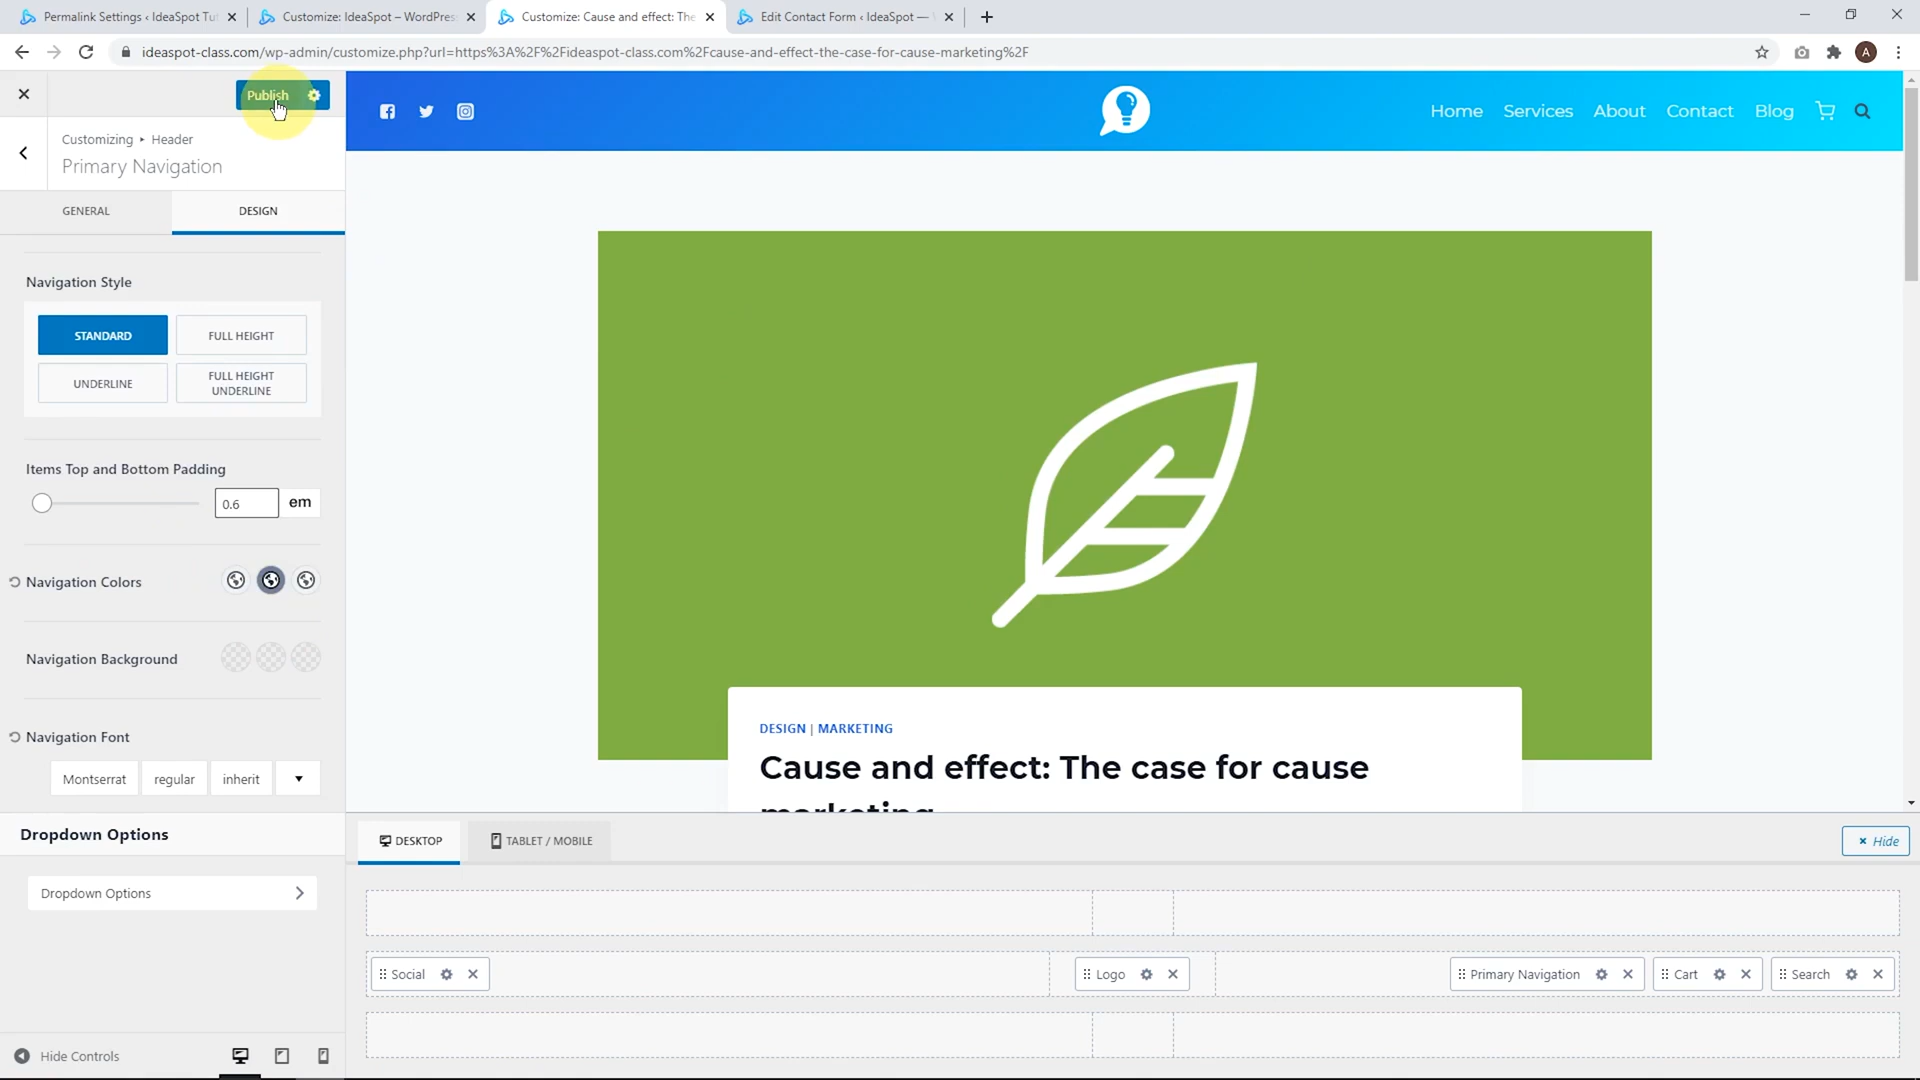 Permalink Settings ‹ IdeaSpot Tut
Customize: IdeaSpot – WordPress
Customize: Cause and effect: The
Edit Contact Form ‹ IdeaSpot —
ideaspot-class.com/wp-admin/customize.php?url=https%3A%2F%2Fideaspot-class.com%2Fcause-and-effect-the-case-for-cause-marketing%2F
A
Publish
Customizing ▸ Header
Primary Navigation
GENERAL
DESIGN
Navigation Style
STANDARD
FULL HEIGHT
UNDERLINE
FULL HEIGHT
UNDERLINE
Items Top and Bottom Padding
0.6
em
Navigation Colors
Navigation Background
Navigation Font
Montserrat
regular
inherit
Dropdown Options
Dropdown Options
Hide Controls
Home Services About Contact Blog
DESIGN | MARKETING
Cause and effect: The case for cause
marketing
DESKTOP
TABLET / MOBILE
Hide
Social
Logo
Primary Navigation
Cart
Search